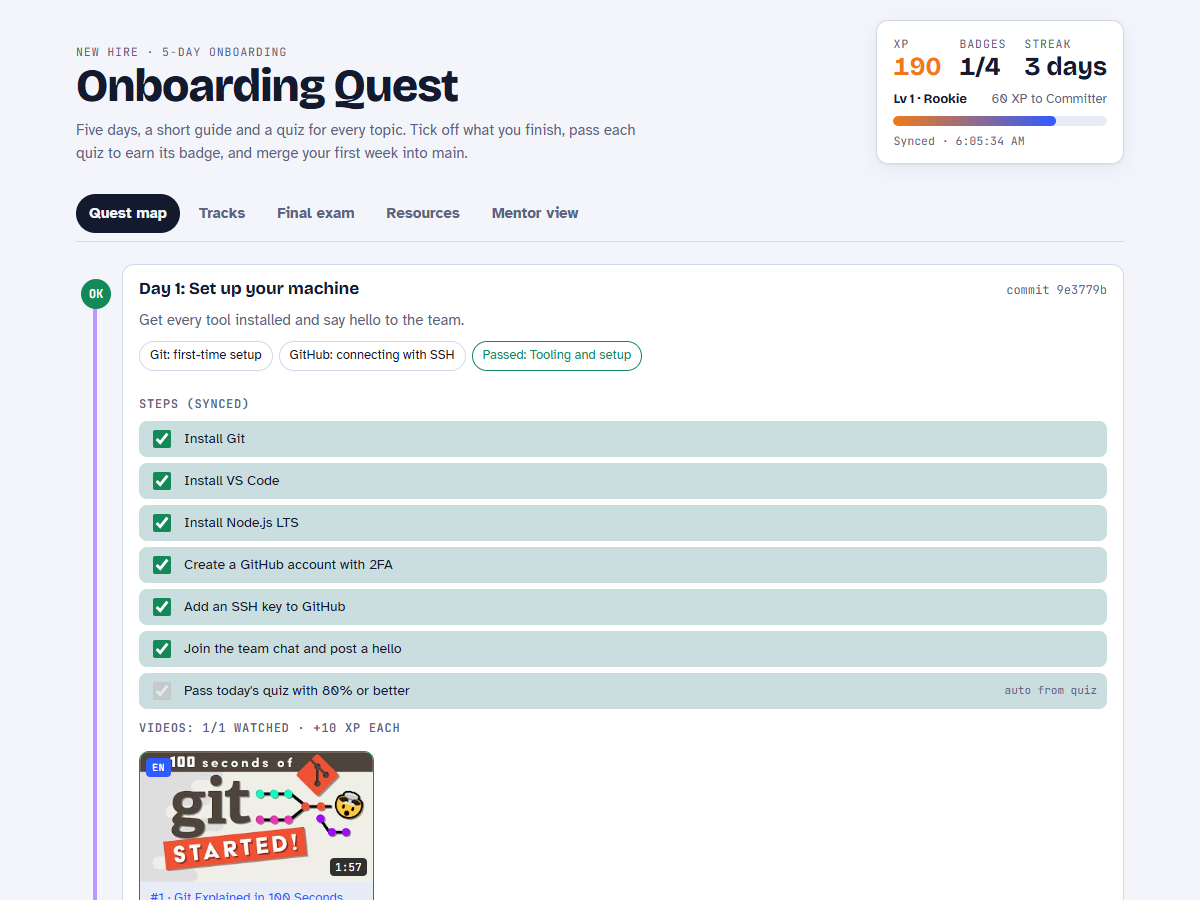 NEW HIRE · 5-DAY ONBOARDING
Onboarding Quest
Five days, a short guide and a quiz for every topic. Tick off what you finish, pass each
quiz to earn its badge, and merge your first week into main.
XP BADGES STREAK
190 1/4 3 days
Lv 1 · Rookie 60 XP to Committer
Synced · 6:05:34 AM
Quest map Tracks Final exam Resources Mentor view
OK
Day 1: Set up your machine
commit 9e3779b
Get every tool installed and say hello to the team.
Git: first-time setup GitHub: connecting with SSH Passed: Tooling and setup
STEPS (SYNCED)
Install Git
Install VS Code
Install Node.js LTS
Create a GitHub account with 2FA
Add an SSH key to GitHub
Join the team chat and post a hello
Pass today's quiz with 80% or better auto from quiz
VIDEOS: 1/1 WATCHED · +10 XP EACH
EN
100 seconds of
git
STARTED!
1:57
#1 · Git Explained in 100 Seconds